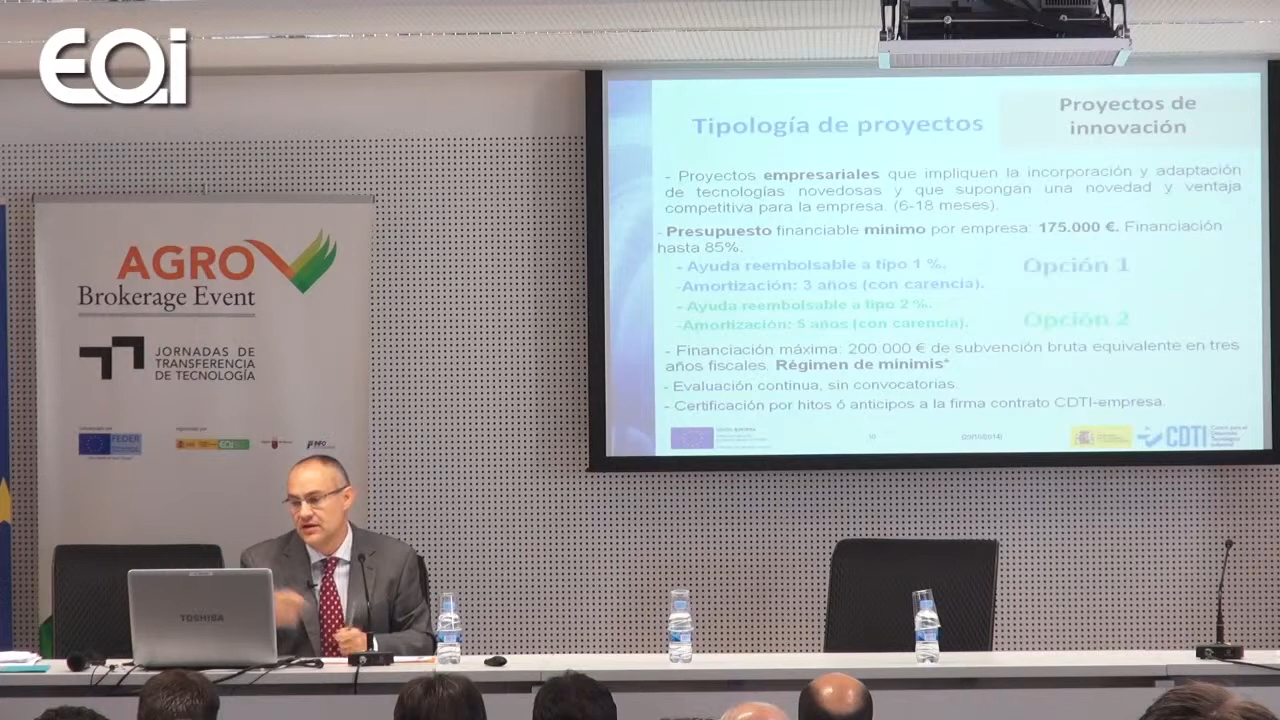 EOi
AGRO
Brokerage Event
JORNADAS DE
TRANSFERENCIA
DE TECNOLOGÍA
FEDER
EOi
INFO
TOSHIBA
Tipología de proyectos
Proyectos de
innovación
- Proyectos empresariales que impliquen la incorporación y adaptación
de tecnologías novedosas y que supongan una novedad y ventaja
competitiva para la empresa. (6-18 meses).
- Presupuesto financiable minimo por empresa: 175.000 €. Financiación
hasta 85%.
- Ayuda reembolsable a tipo 1 %.
-Amortización: 3 años (con carencia).
Opción 1
- Ayuda reembolsable a tipo 2 %.
-Amortización: 5 años (con carencia).
Opción 2
- Financiación máxima: 200.000 € de subvención bruta equivalente en tres
años fiscales. Régimen de minimis*
- Evaluación continua, sin convocatorias.
- Certificación por hitos ó anticipos a la firma contrato CDTI-empresa.
CDTI